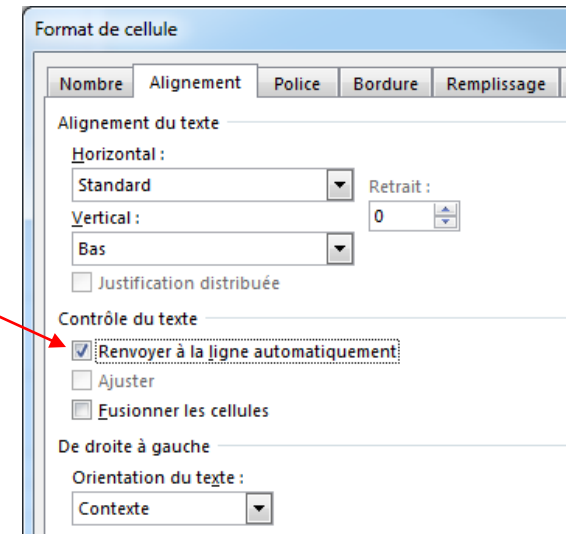 Format de cellule
Nombre Alignement Police Bordure Remplissage
Alignement du texte
Horizontal :
Standard Retrait :
Vertical : 0
Bas
Justification distribuée
Contrôle du texte
Renvoyer à la ligne automatiquement
Ajuster
Fusionner les cellules
De droite à gauche
Orientation du texte :
Contexte